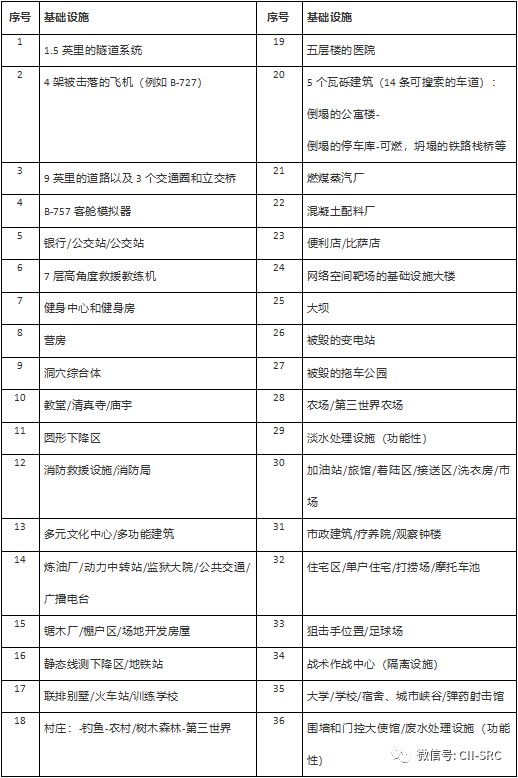 序号 基础设施 序号 基础设施
1 1.5 英里的隧道系统 19 五层楼的医院
2 4 架被击落的飞机（例如 B-727） 20 5 个瓦砾建筑（14 条可搜索的车道）：
倒塌的公寓楼-
倒塌的停车库-可燃，坍塌的铁路栈桥等
3 9 英里的道路以及 3 个交通圈和立交桥 21 燃煤蒸汽厂
4 B-757 客舱模拟器 22 混凝土配料厂
5 银行/公交站/公交站 23 便利店/比萨店
6 7 层高角度救援教练机 24 网络空间靶场的基础设施大楼
7 健身中心和健身房 25 大坝
8 营房 26 被毁的变电站
9 洞穴综合体 27 被毁的拖车公园
10 教堂/清真寺/庙宇 28 农场/第三世界农场
11 圆形下降区 29 淡水处理设施（功能性）
12 消防救援设施/消防局 30 加油站/旅馆/着陆区/接送区/洗衣房/市
场
13 多元文化中心/多功能建筑 31 市政建筑/疗养院/观察钟楼
14 炼油厂/动力中转站/监狱大院/公共交通/ 32 住宅区/单户住宅/打捞场/摩托车池
广播电台
15 锯木厂/棚户区/场地开发房屋 33 狙击手位置/足球场
16 静态线测下降区/地铁站 34 战术作战中心（隔离设施）
17 联排别墅/火车站/训练学校 35 大学/学校/宿舍、城市峡谷/弹药射击馆
18 村庄：-钓鱼-农村/树木森林-第三世界 36 围墙和门控大使馆/废水处理设施（功能
性）
微信号: CII-SRC